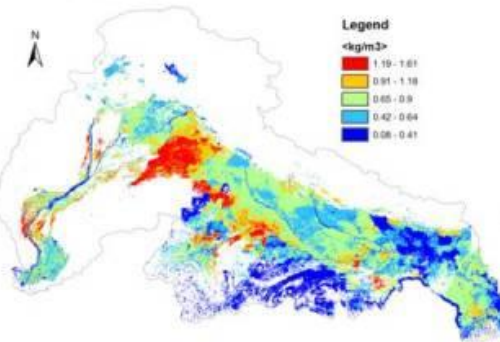 N
Legend
<kg/m3>
1.19 - 1.61
0.91 - 1.18
0.65 - 0.9
0.42 - 0.64
0.08 - 0.41